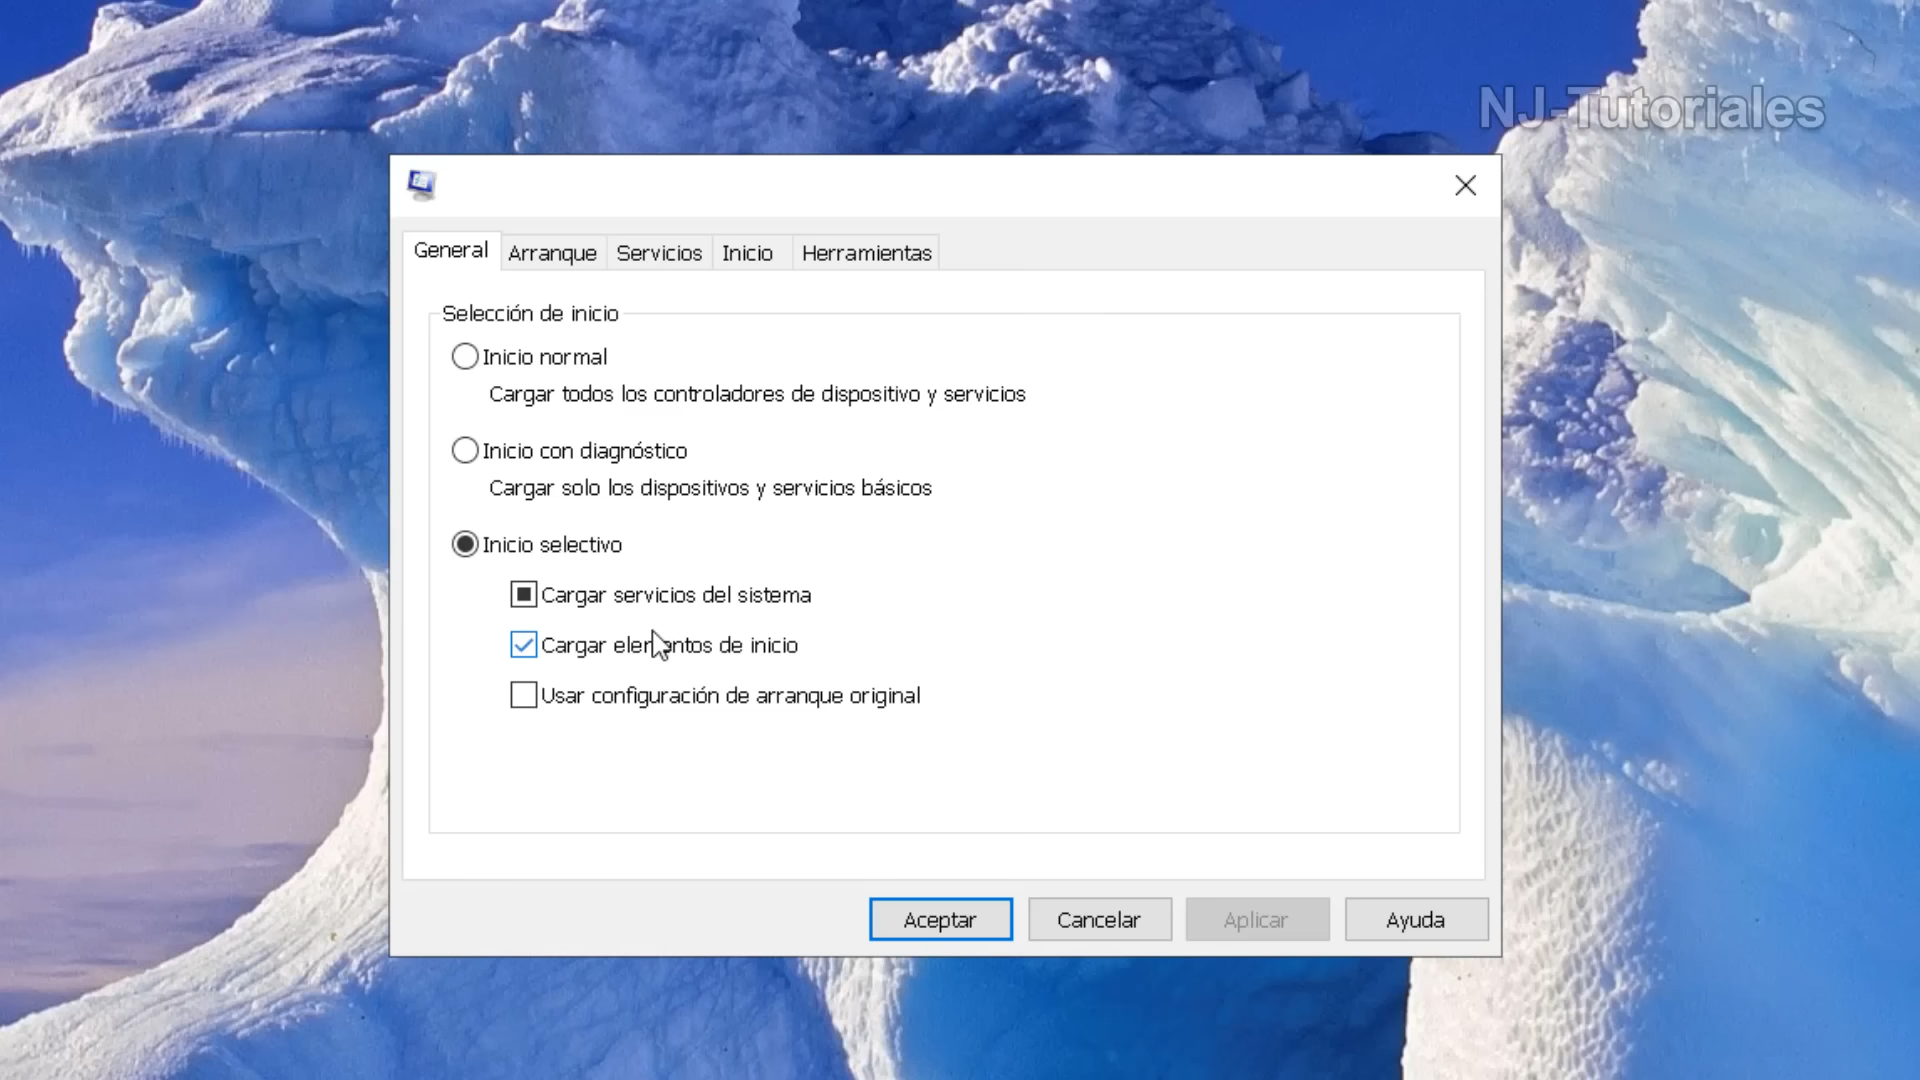 NJ-Tutoriales
General Arranque Servicios Inicio Herramientas
Selección de inicio
Inicio normal
Cargar todos los controladores de dispositivo y servicios
Inicio con diagnóstico
Cargar solo los dispositivos y servicios básicos
Inicio selectivo
Cargar servicios del sistema
Cargar elementos de inicio
Usar configuración de arranque original
Aceptar Cancelar Aplicar Ayuda